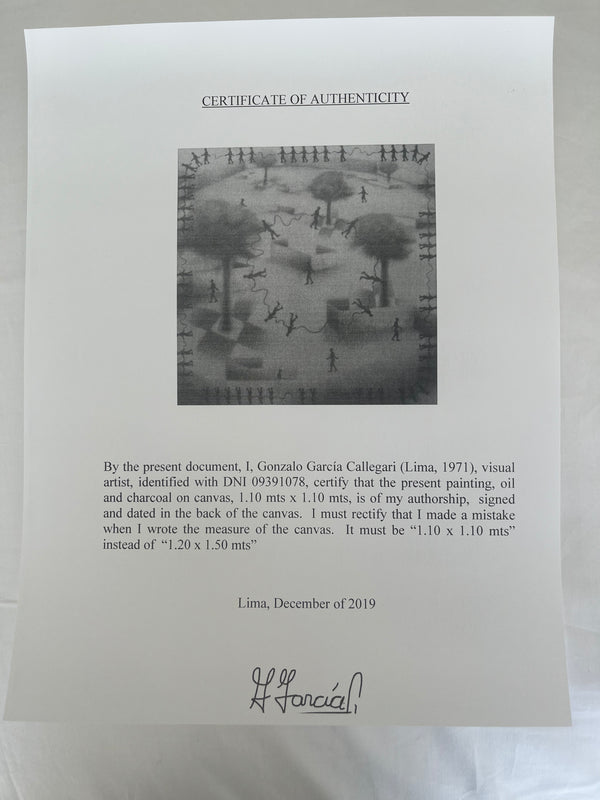 CERTIFICATE OF AUTHENTICITY
By the present document, I, Gonzalo García Callegari (Lima, 1971), visual
artist, identified with DNI 09391078, certify that the present painting, oil
and charcoal on canvas, 1.10 mts x 1.10 mts, is of my authorship, signed
and dated in the back of the canvas. I must rectify that I made a mistake
when I wrote the measure of the canvas. It must be “1.10 x 1.10 mts”
instead of “1.20 x 1.50 mts”
Lima, December of 2019
G García